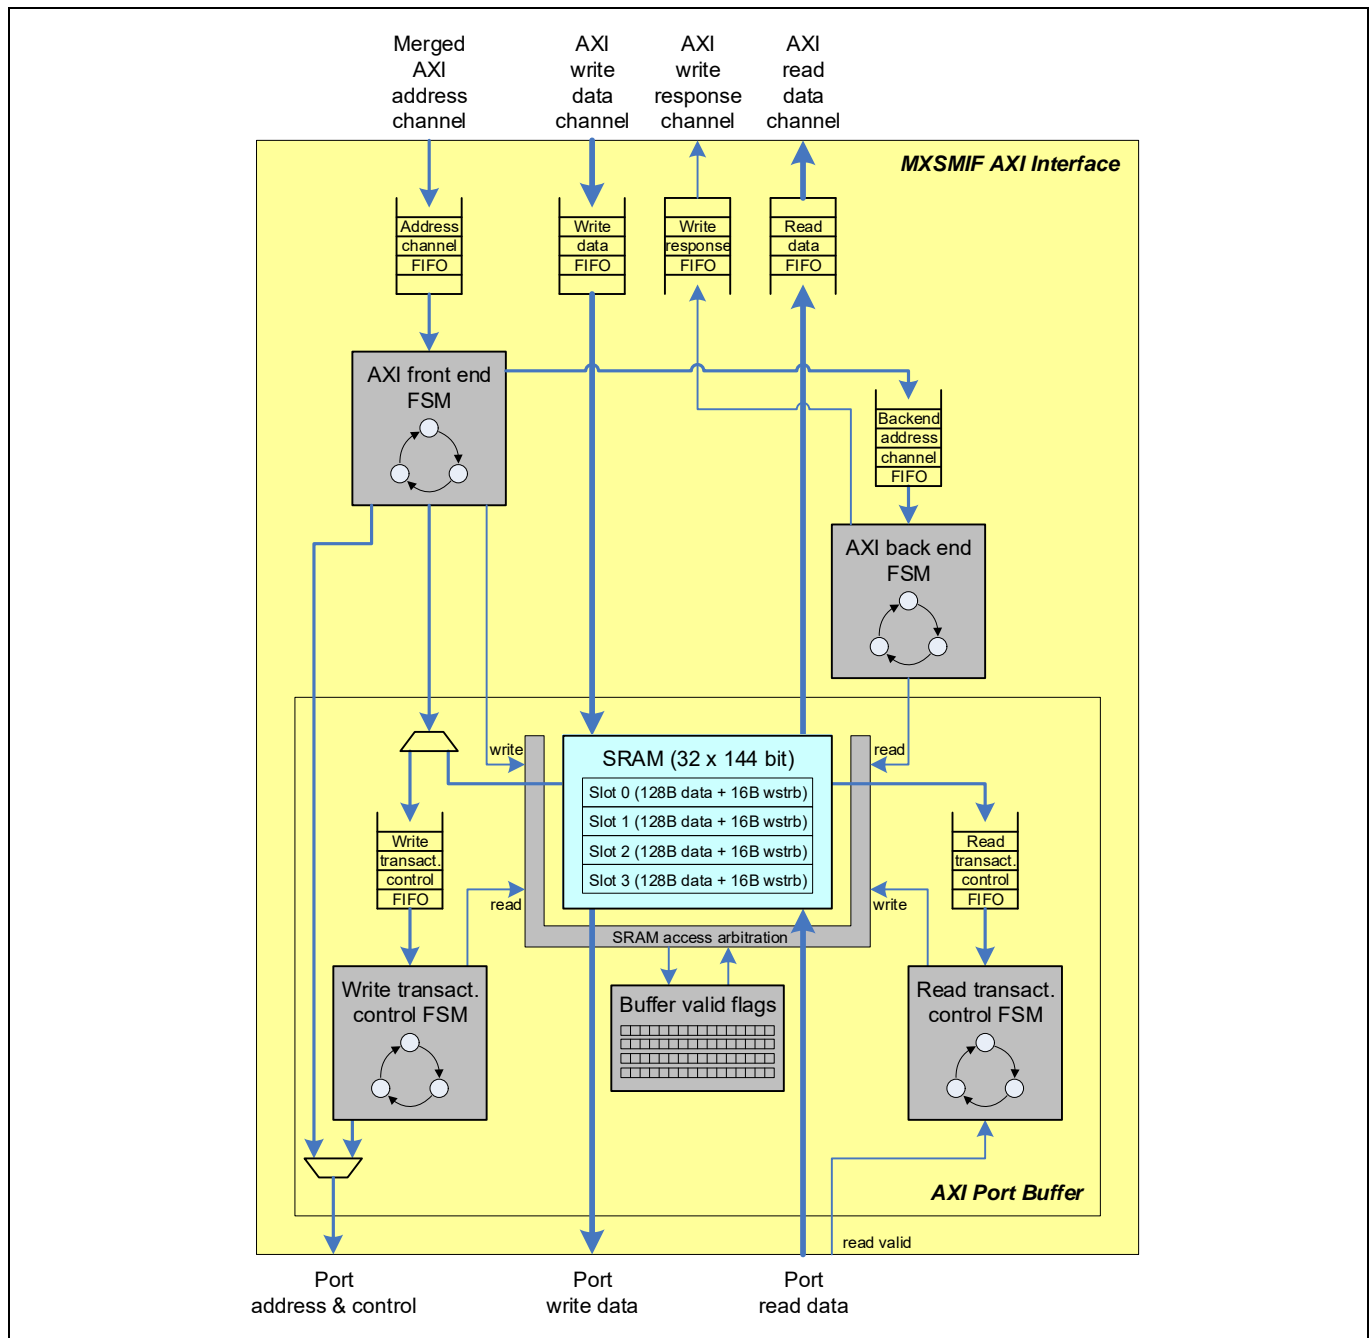 Merged
AXI
address
channel
AXI
write
data
channel
AXI
write
response
channel
AXI
read
data
channel
MXSMIF AXI Interface
Address
channel
FIFO
Write
data
FIFO
Write
response
FIFO
Read
data
FIFO
AXI front end
FSM
Backend
address
channel
FIFO
AXI back end
FSM
write
read
SRAM (32 x 144 bit)
Slot 0 (128B data + 16B wstrb)
Slot 1 (128B data + 16B wstrb)
Slot 2 (128B data + 16B wstrb)
Slot 3 (128B data + 16B wstrb)
Write
transact.
control
FIFO
Read
transact.
control
FIFO
read
write
SRAM access arbitration
Write transact.
control FSM
Buffer valid flags
Read transact.
control FSM
AXI Port Buffer
read valid
Port
address & control
Port
write data
Port
read data